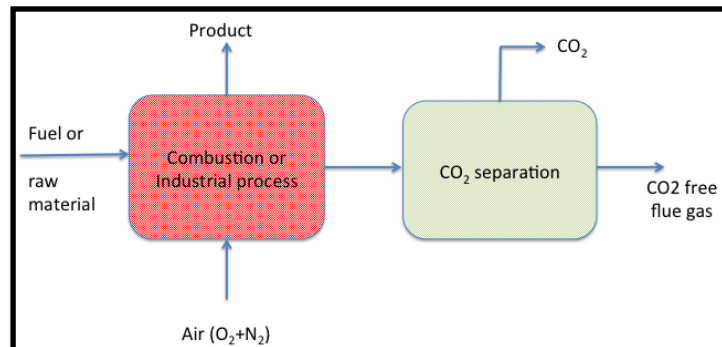 Product
CO₂
Fuel or
raw
material
Combustion or
Industrial process
CO₂ separation
CO2 free
flue gas
Air (O₂+N₂)